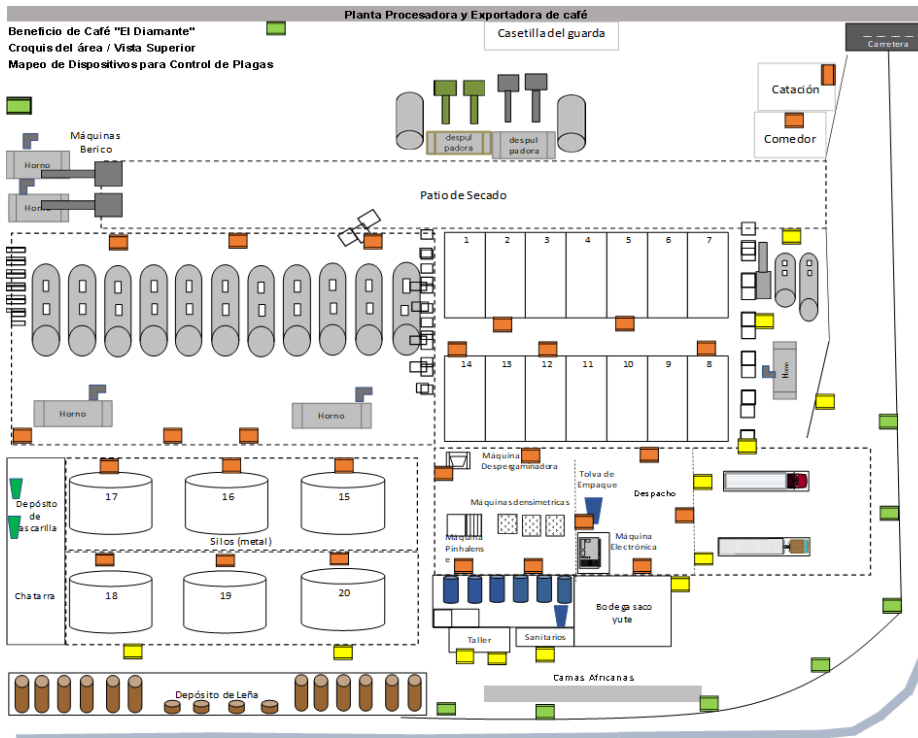 Planta Procesadora y Exportadora de café
Beneficio de Café "El Diamante"
Croquis del área / Vista Superior
Mapeo de Dispositivos para Control de Plagas
Casetilla del guarda
Carretera
Catación
Comedor
Máquinas
Berico
Horno
Horno
despul
padora
despul
padora
Patio de Secado
1
2
3
4
5
6
7
14
13
12
11
10
9
8
Horno
Horno
Horno
Máquina
Despergaminadora
Tolva de
Empaque
Despacho
Máquinas densimetricas
Máquina
Pinhalens
e
Máquina
Electrónica
Depósito
de
ascarilla
17
16
15
Silos (metal)
Chatarra
18
19
20
Bodega saco
yute
Taller
Sanitarios
Camas Africanas
Depósito de Leña